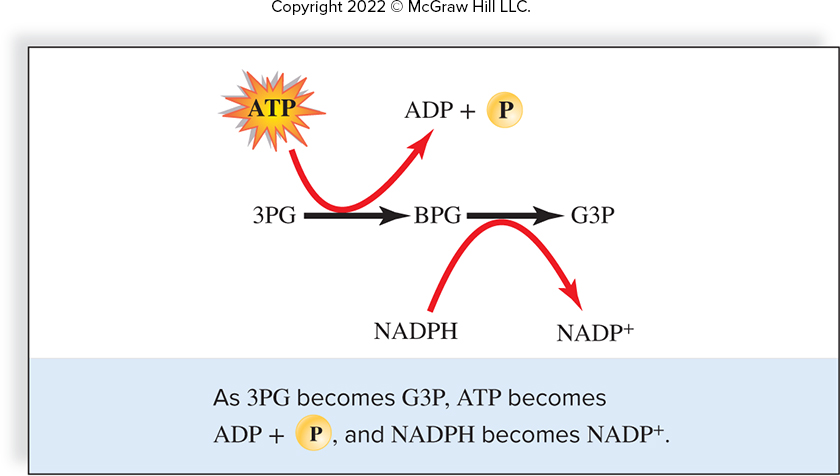 Copyright 2022 © McGraw Hill LLC.
ATP
ADP + P
3PG BPG G3P
NADPH NADP⁺
As 3PG becomes G3P, ATP becomes
ADP + P , and NADPH becomes NADP⁺.